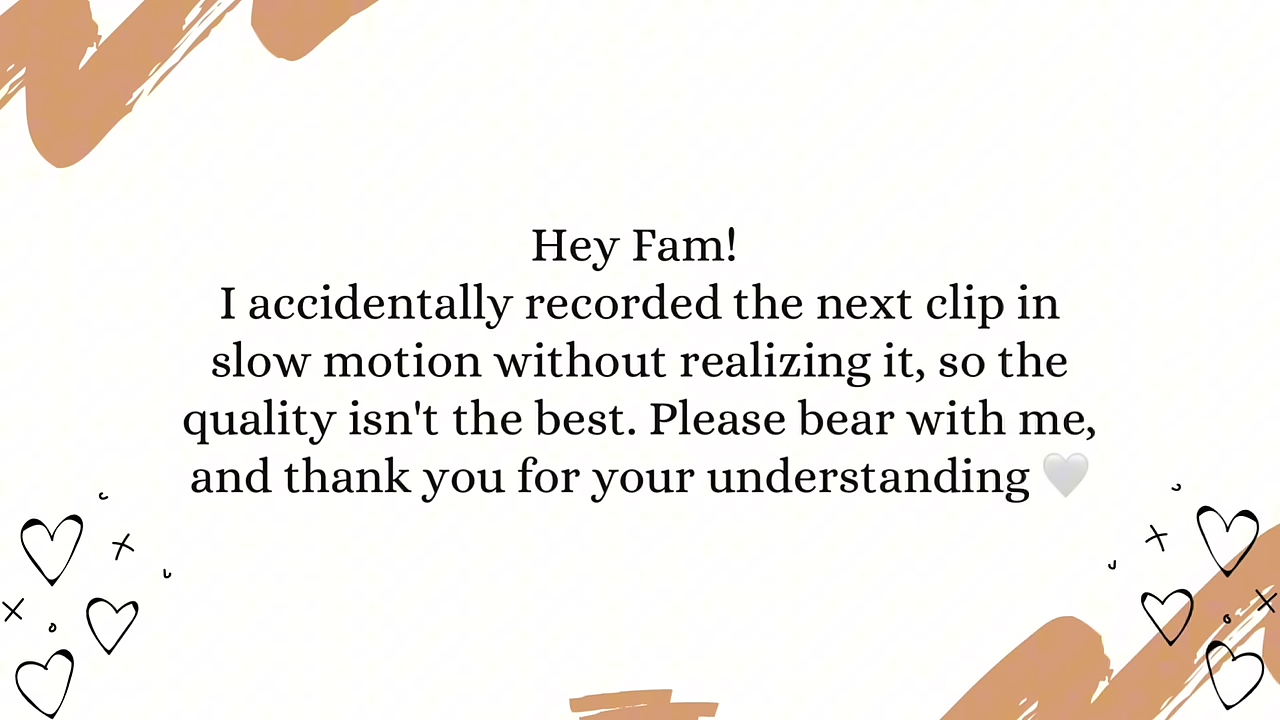 Hey Fam!
I accidentally recorded the next clip in
slow motion without realizing it, so the
quality isn't the best. Please bear with me,
and thank you for your understanding 🤍